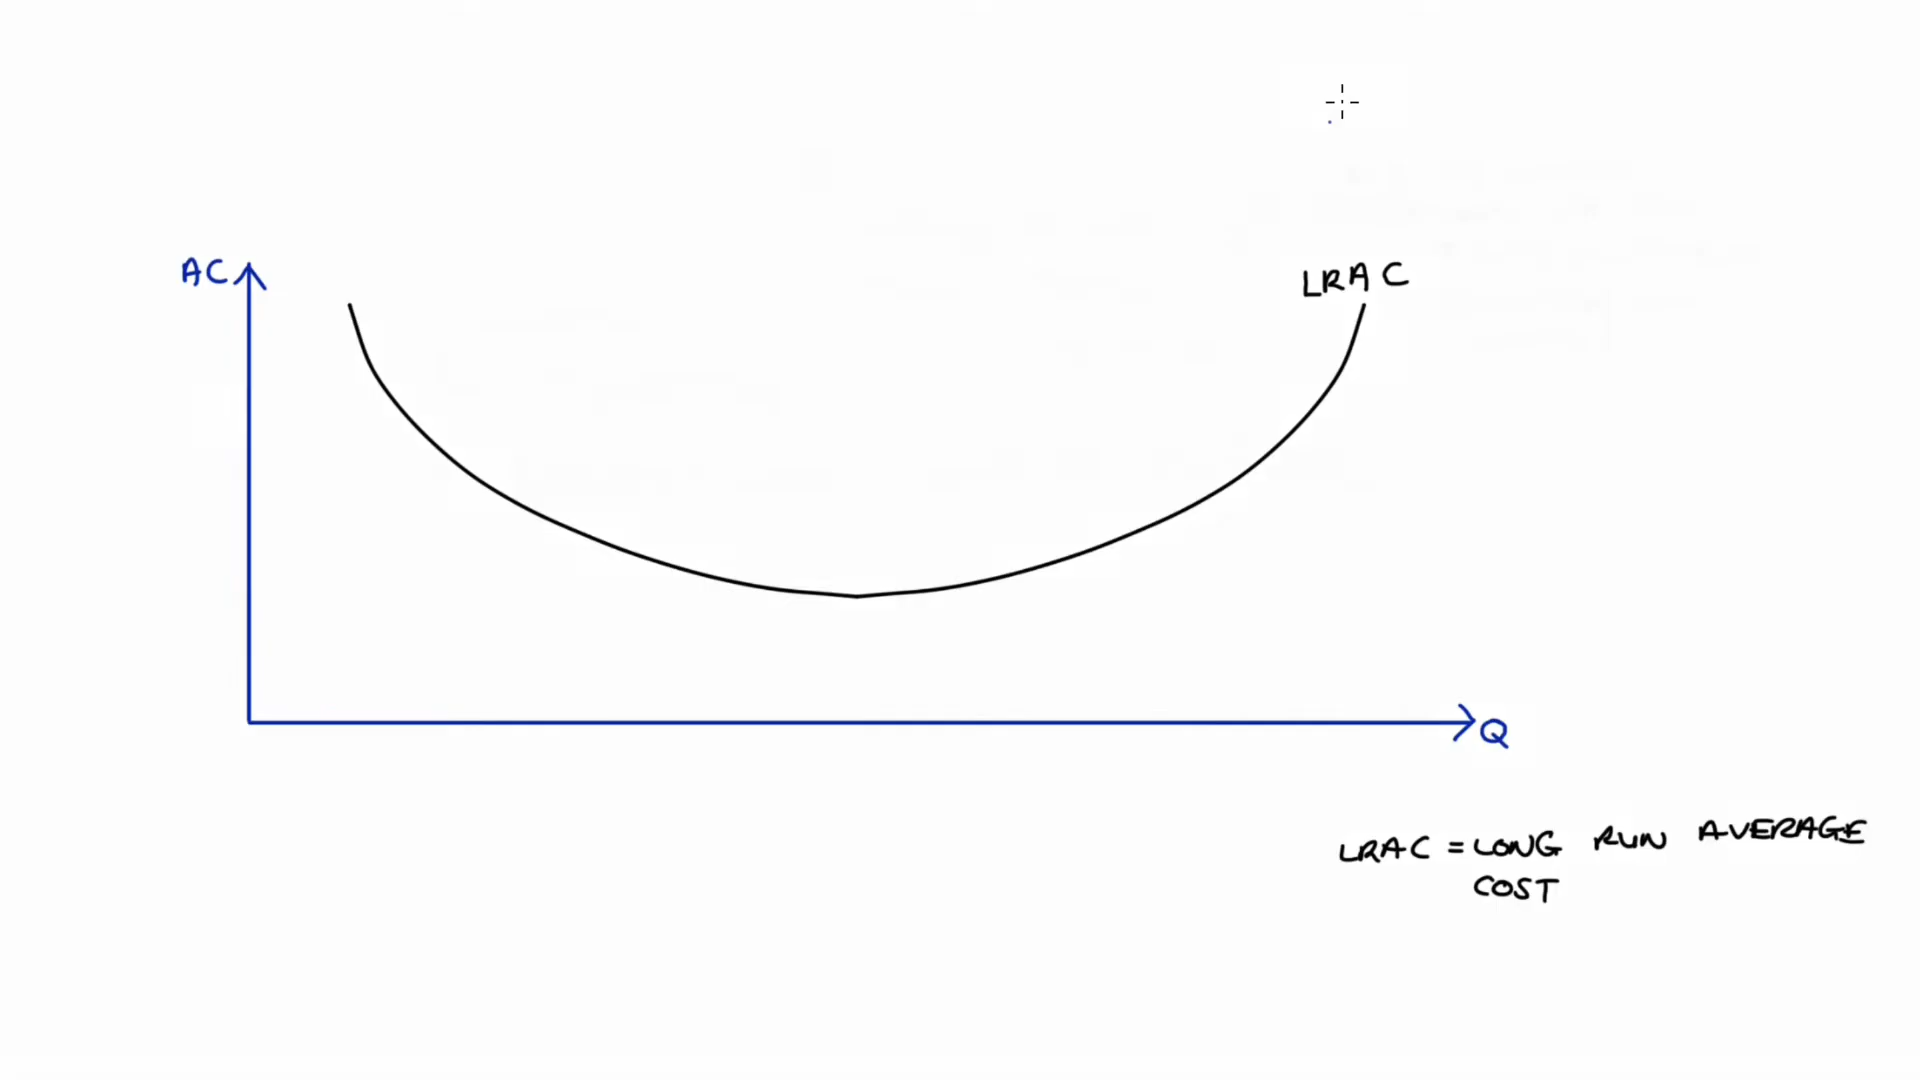 AC
LRAC
Q
LRAC = LONG RUN AVERAGE
COST